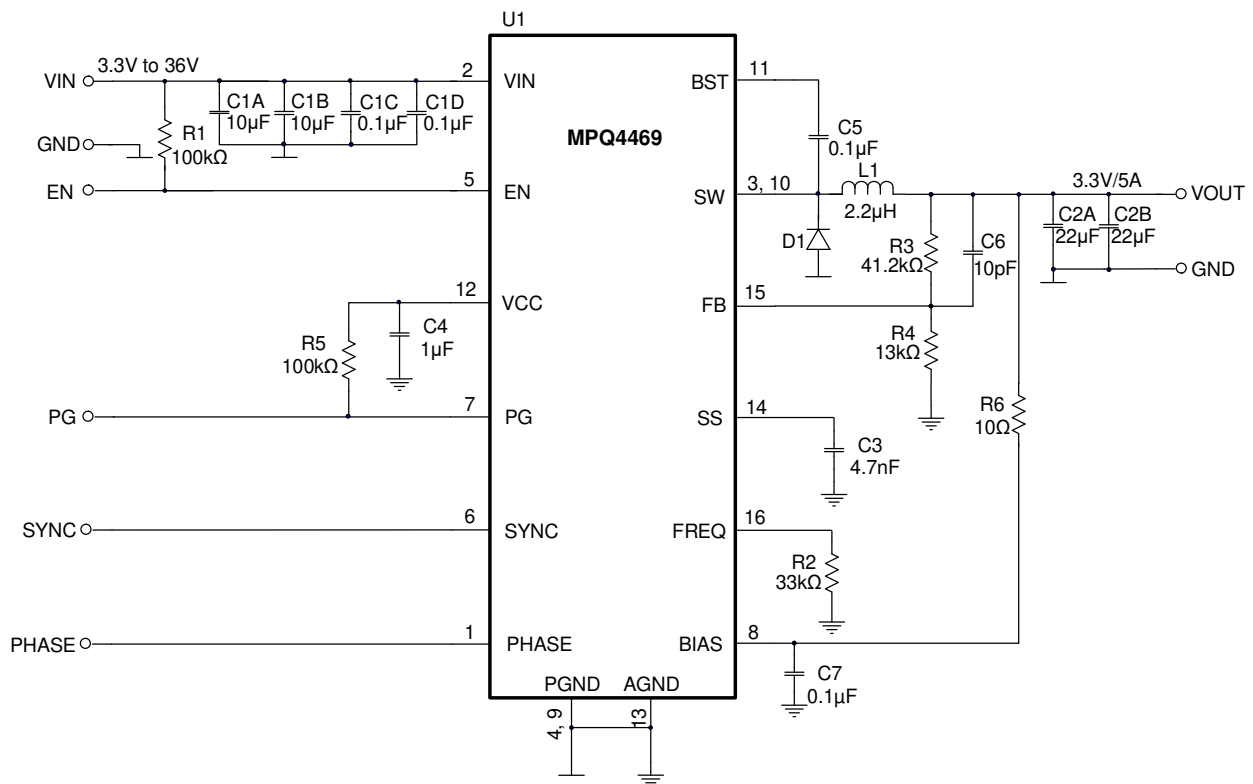 U1
VIN
3.3V to 36V
2
VIN
C1A
10µF
C1B
10µF
C1C
0.1µF
C1D
0.1µF
R1
100kΩ
GND
EN
5
EN
MPQ4469
BST
11
C5
0.1µF
L1
2.2µH
SW
3, 10
D1
3.3V/5A
VOUT
C2A
22µF
C2B
22µF
GND
R3
41.2kΩ
C6
10pF
12
VCC
C4
1µF
R5
100kΩ
FB
15
R4
13kΩ
PG
7
PG
SS
14
C3
4.7nF
R6
10Ω
SYNC
6
SYNC
FREQ
16
R2
33kΩ
PHASE
1
PHASE
BIAS
8
C7
0.1µF
PGND
AGND
4, 9
13